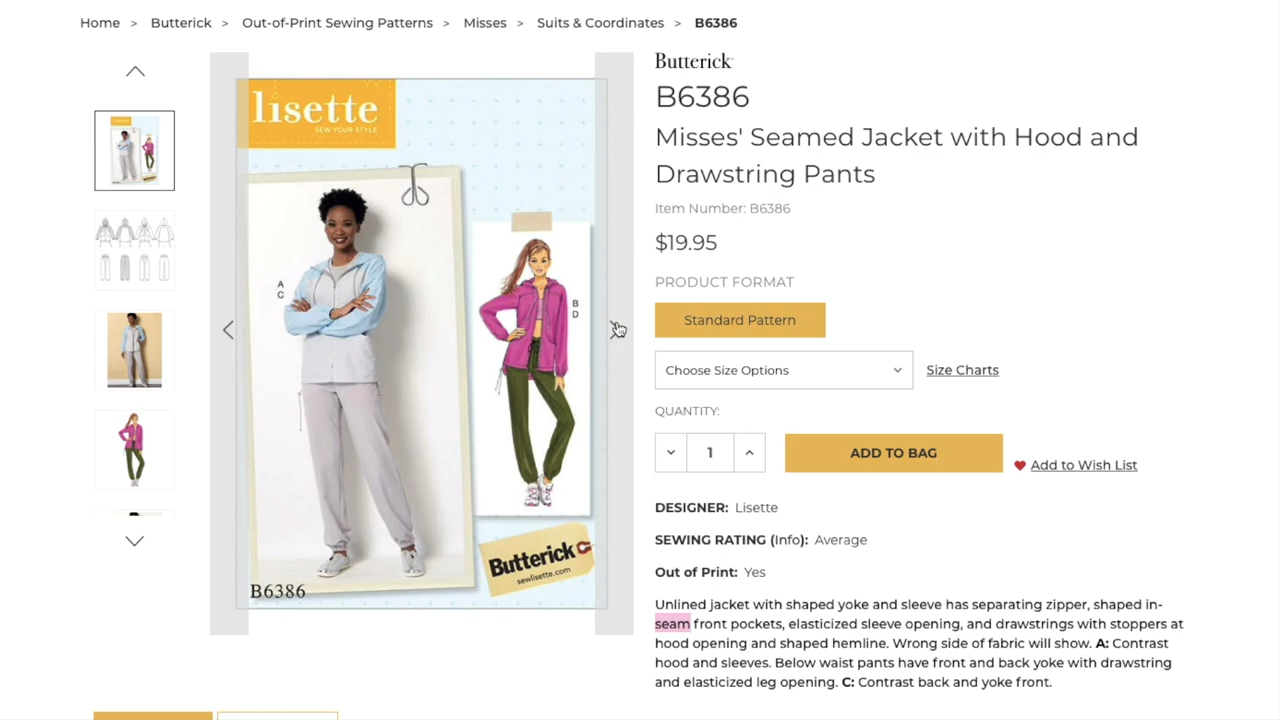 Home > Butterick > Out-of-Print Sewing Patterns > Misses > Suits & Coordinates > B6386
lisette
SEW YOUR STYLE
A
C
B
D
Butterick
sewlisette.com
B6386
Butterick
B6386
Misses' Seamed Jacket with Hood and
Drawstring Pants
Item Number: B6386
$19.95
PRODUCT FORMAT
Standard Pattern
Choose Size Options
Size Charts
QUANTITY:
1
ADD TO BAG
Add to Wish List
DESIGNER: Lisette
SEWING RATING (Info): Average
Out of Print: Yes
Unlined jacket with shaped yoke and sleeve has separating zipper, shaped in-
seam front pockets, elasticized sleeve opening, and drawstrings with stoppers at
hood opening and shaped hemline. Wrong side of fabric will show. A: Contrast
hood and sleeves. Below waist pants have front and back yoke with drawstring
and elasticized leg opening. C: Contrast back and yoke front.